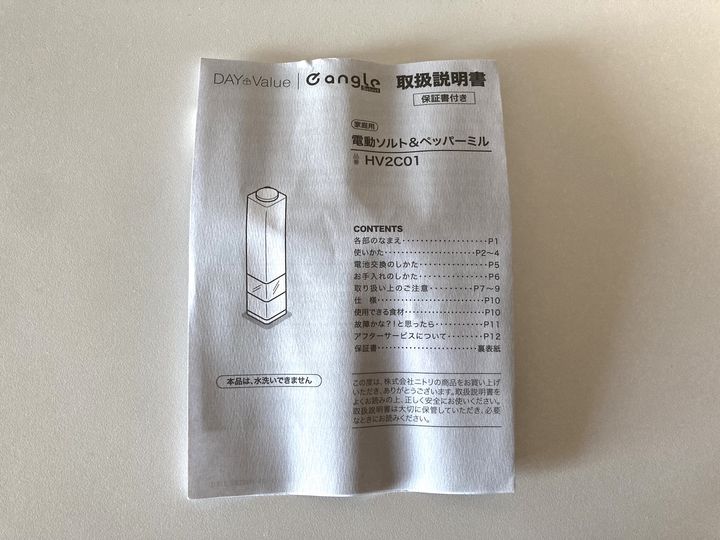 DAY Value | angle Select 取扱説明書
保証書付き
家庭用
電動ソルト&ペッパーミル
品番 HV2C01
CONTENTS
各部のなまえ‥‥‥‥‥‥‥‥‥‥P1
使いかた‥‥‥‥‥‥‥‥‥‥P2～4
電池交換のしかた‥‥‥‥‥‥‥‥P5
お手入れのしかた‥‥‥‥‥‥‥‥P6
取り扱い上のご注意‥‥‥‥‥P7～9
仕様‥‥‥‥‥‥‥‥‥‥‥‥P10
使用できる食材‥‥‥‥‥‥‥‥P10
故障かな?!と思ったら‥‥‥‥‥P11
アフターサービスについて‥‥‥P12
保証書‥‥‥‥‥‥‥‥‥‥裏表紙
本品は、水洗いできません
この度は、株式会社ニトリの商品をお買い上げ
いただき、ありがとうございます。取扱説明書を
よくお読みの上、正しく安全にお使いください。
取扱説明書は大切に保管していただき、必要
なときにお読みください。